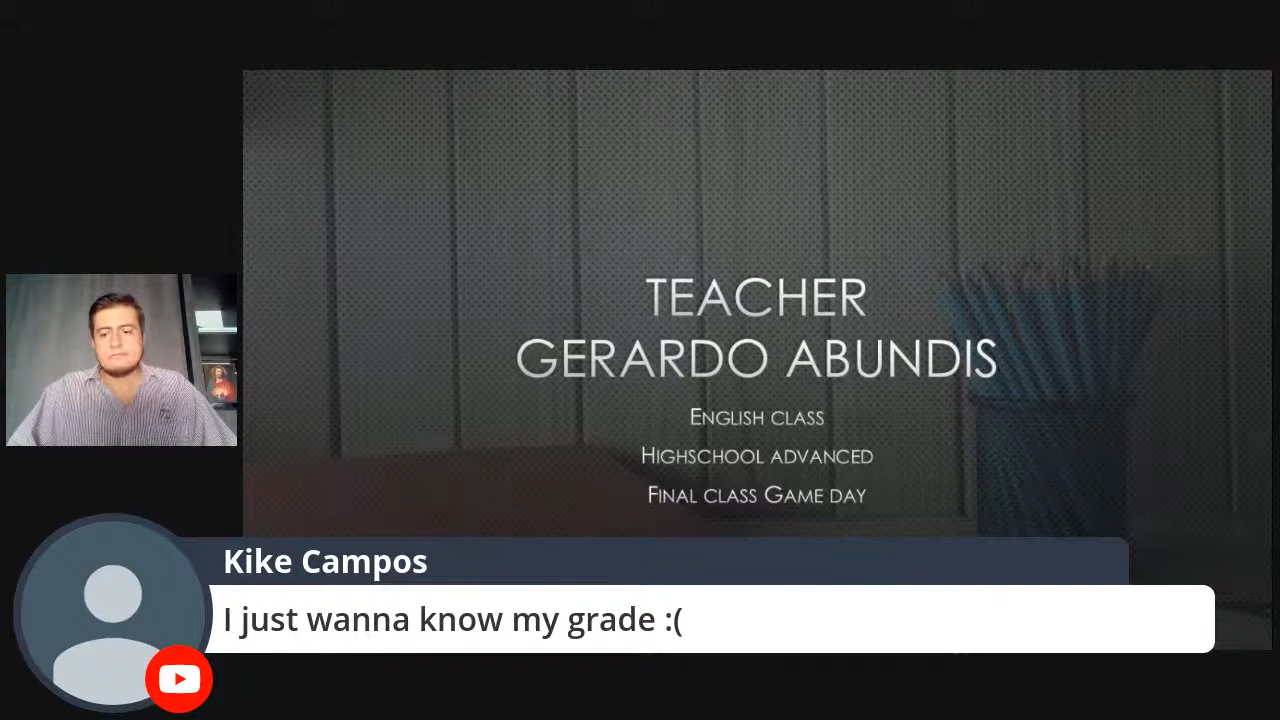 TEACHER
GERARDO ABUNDIS
ENGLISH CLASS
HIGHSCHOOL ADVANCED
FINAL CLASS GAME DAY
Kike Campos
I just wanna know my grade :(